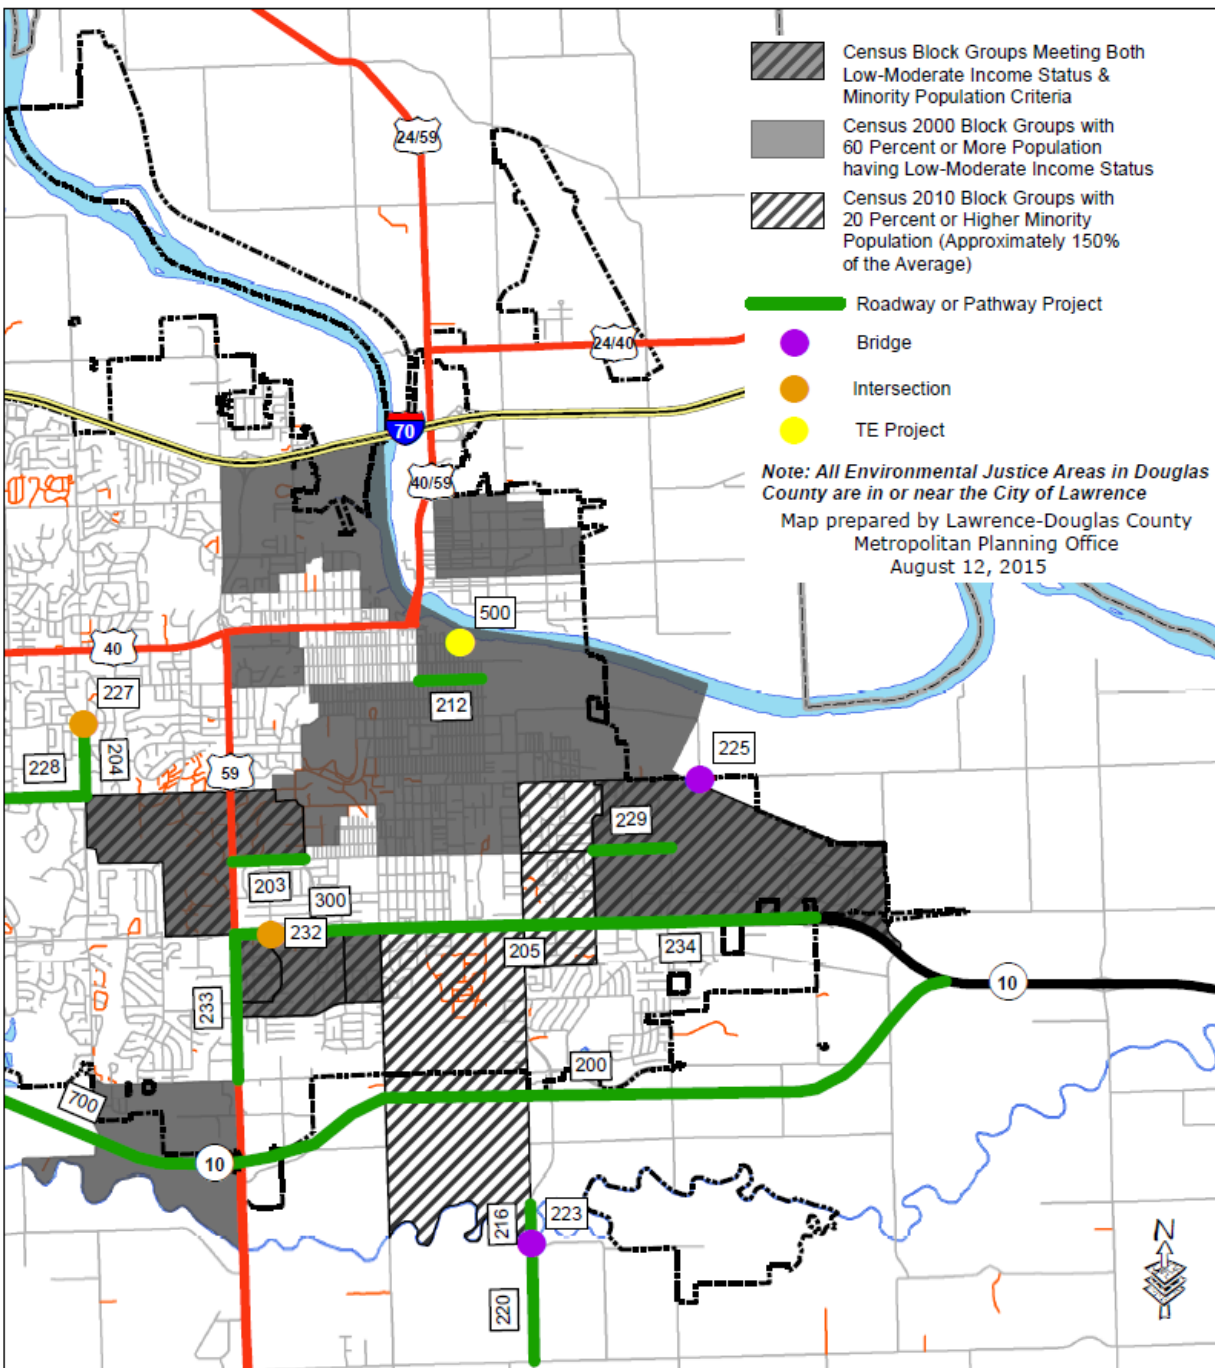 Census Block Groups Meeting Both
Low-Moderate Income Status &
Minority Population Criteria
Census 2000 Block Groups with
60 Percent or More Population
having Low-Moderate Income Status
Census 2010 Block Groups with
20 Percent or Higher Minority
Population (Approximately 150%
of the Average)
Roadway or Pathway Project
Bridge
Intersection
TE Project
Note: All Environmental Justice Areas in Douglas
County are in or near the City of Lawrence
Map prepared by Lawrence-Douglas County
Metropolitan Planning Office
August 12, 2015
24/59
24/40
70
40/59
500
40
227
212
228
204
59
225
229
203
300
232
205
234
233
10
200
700
10
216
223
220
N